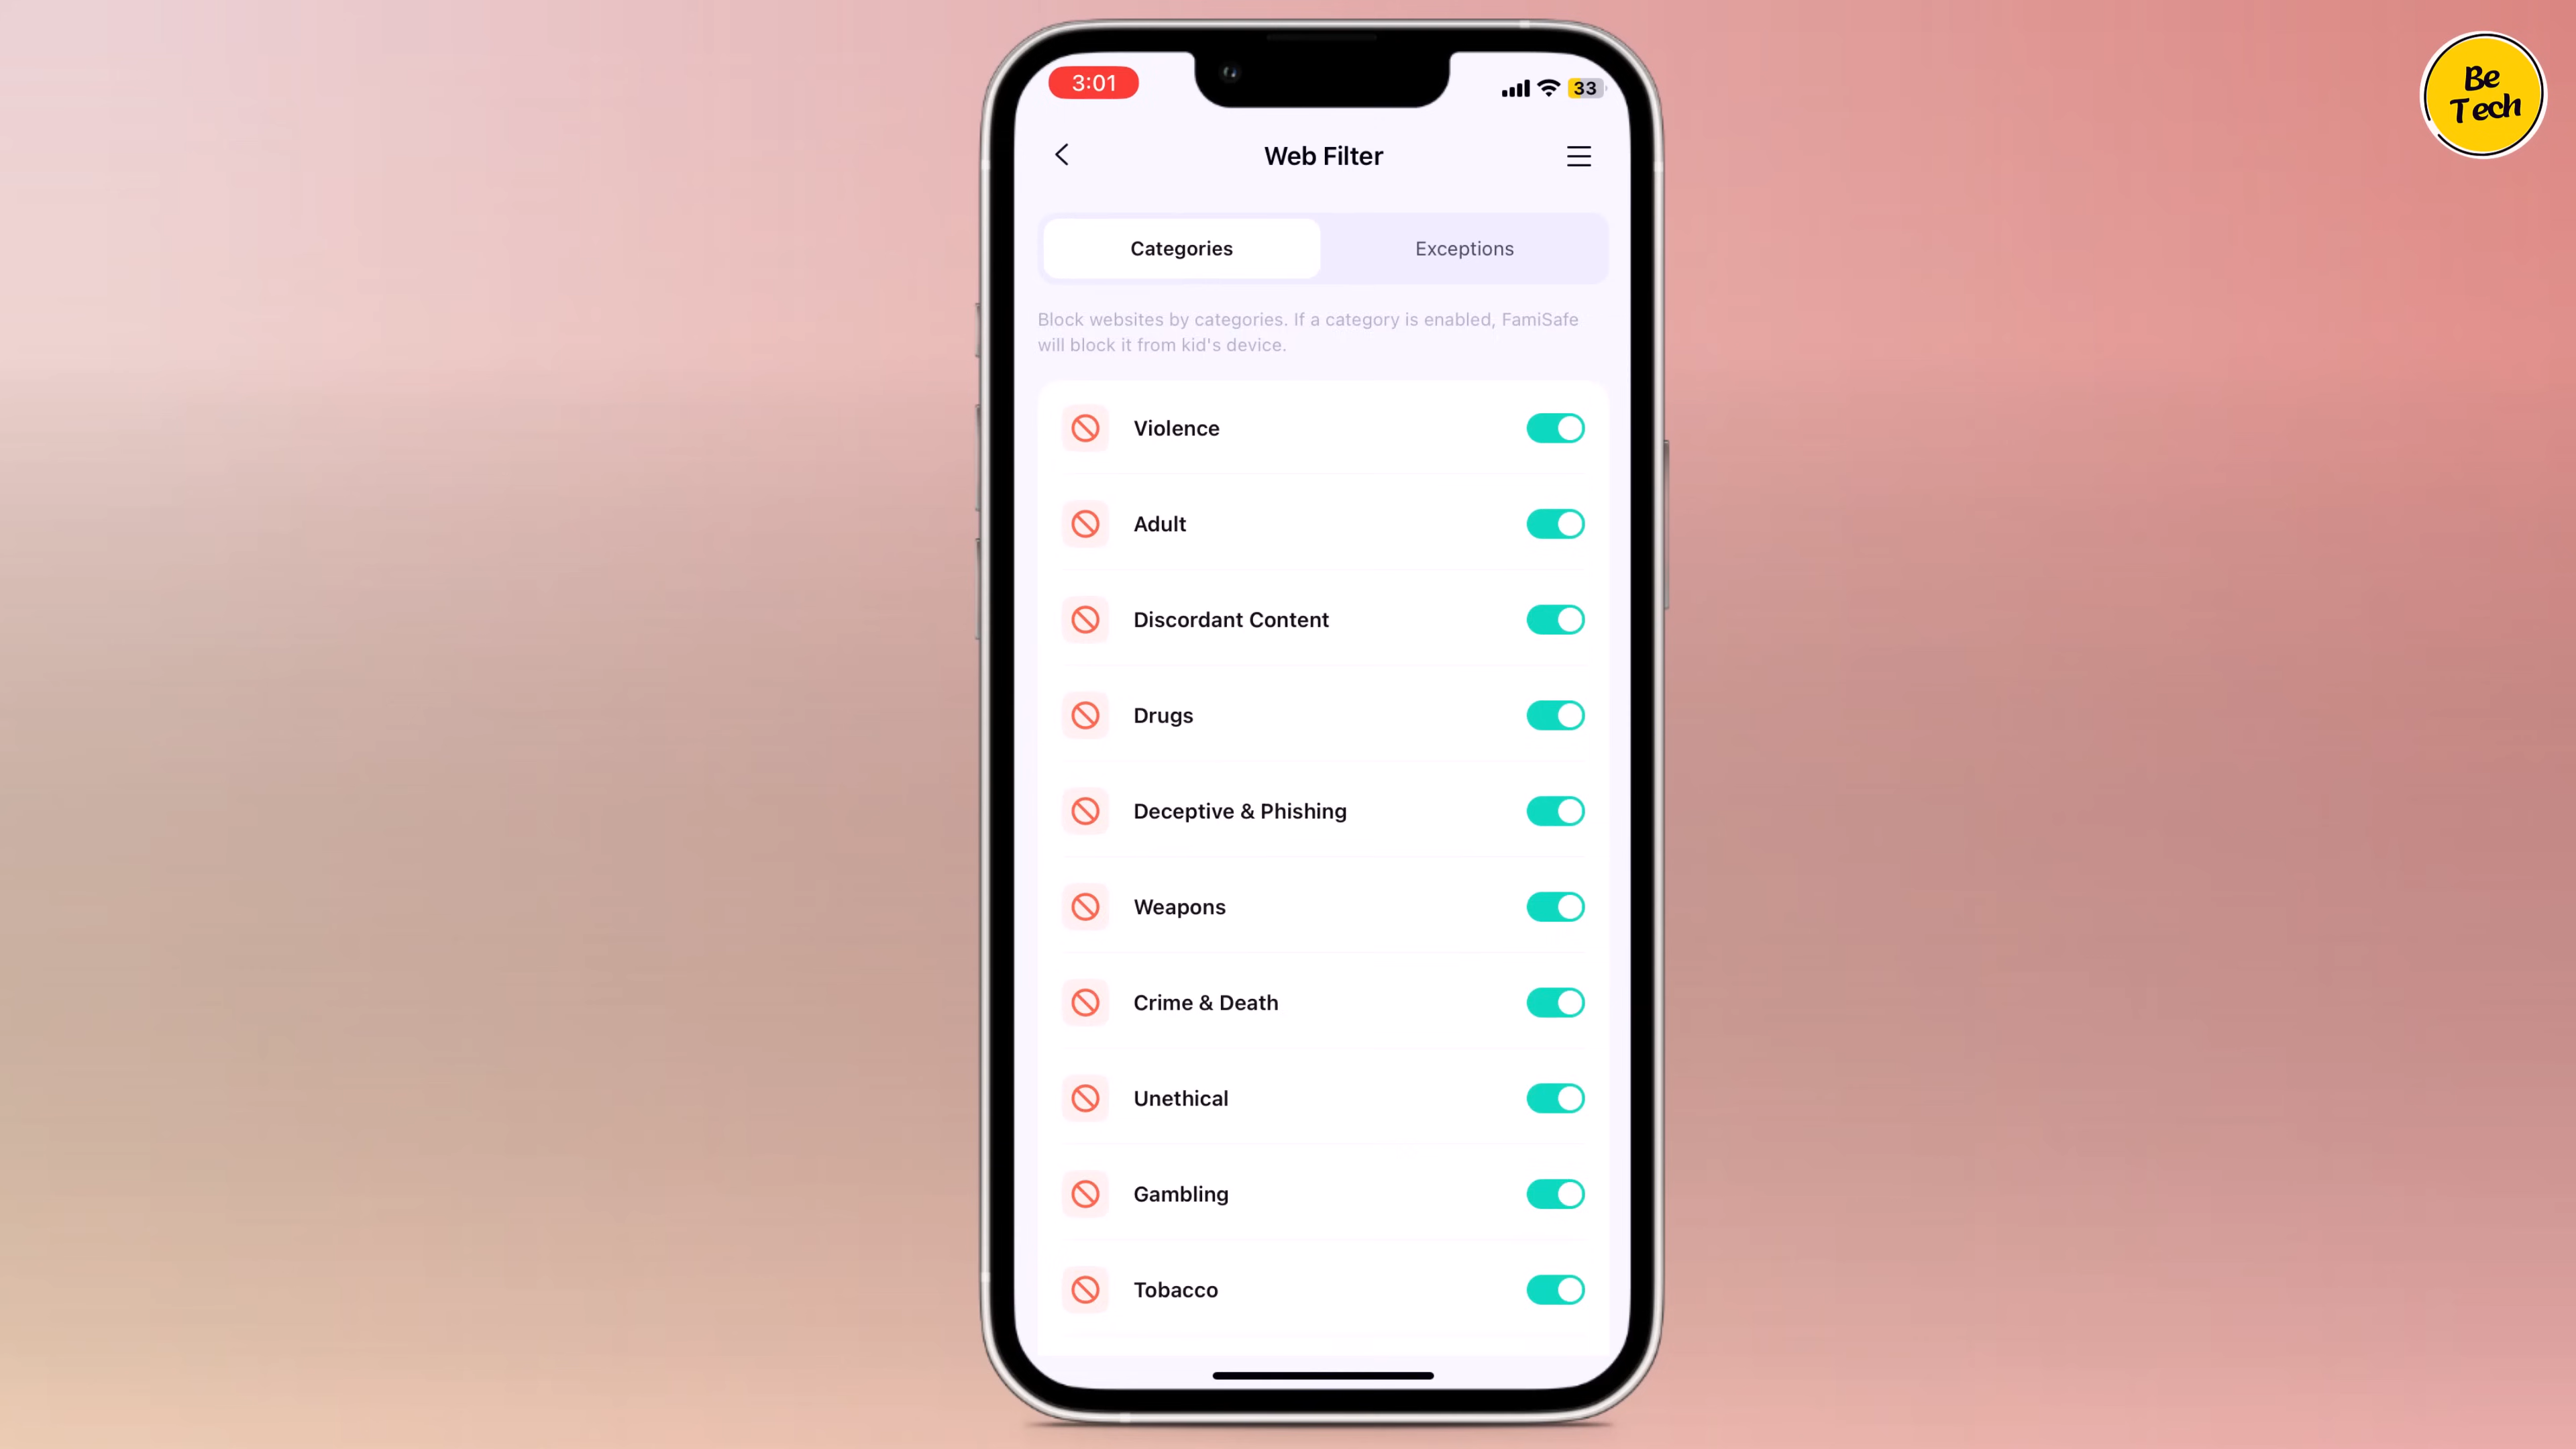 3:01
33
Be
Tech
Web Filter
Categories
Exceptions
Block websites by categories. If a category is enabled, FamiSafe
will block it from kid's device.
Violence
Adult
Discordant Content
Drugs
Deceptive & Phishing
Weapons
Crime & Death
Unethical
Gambling
Tobacco